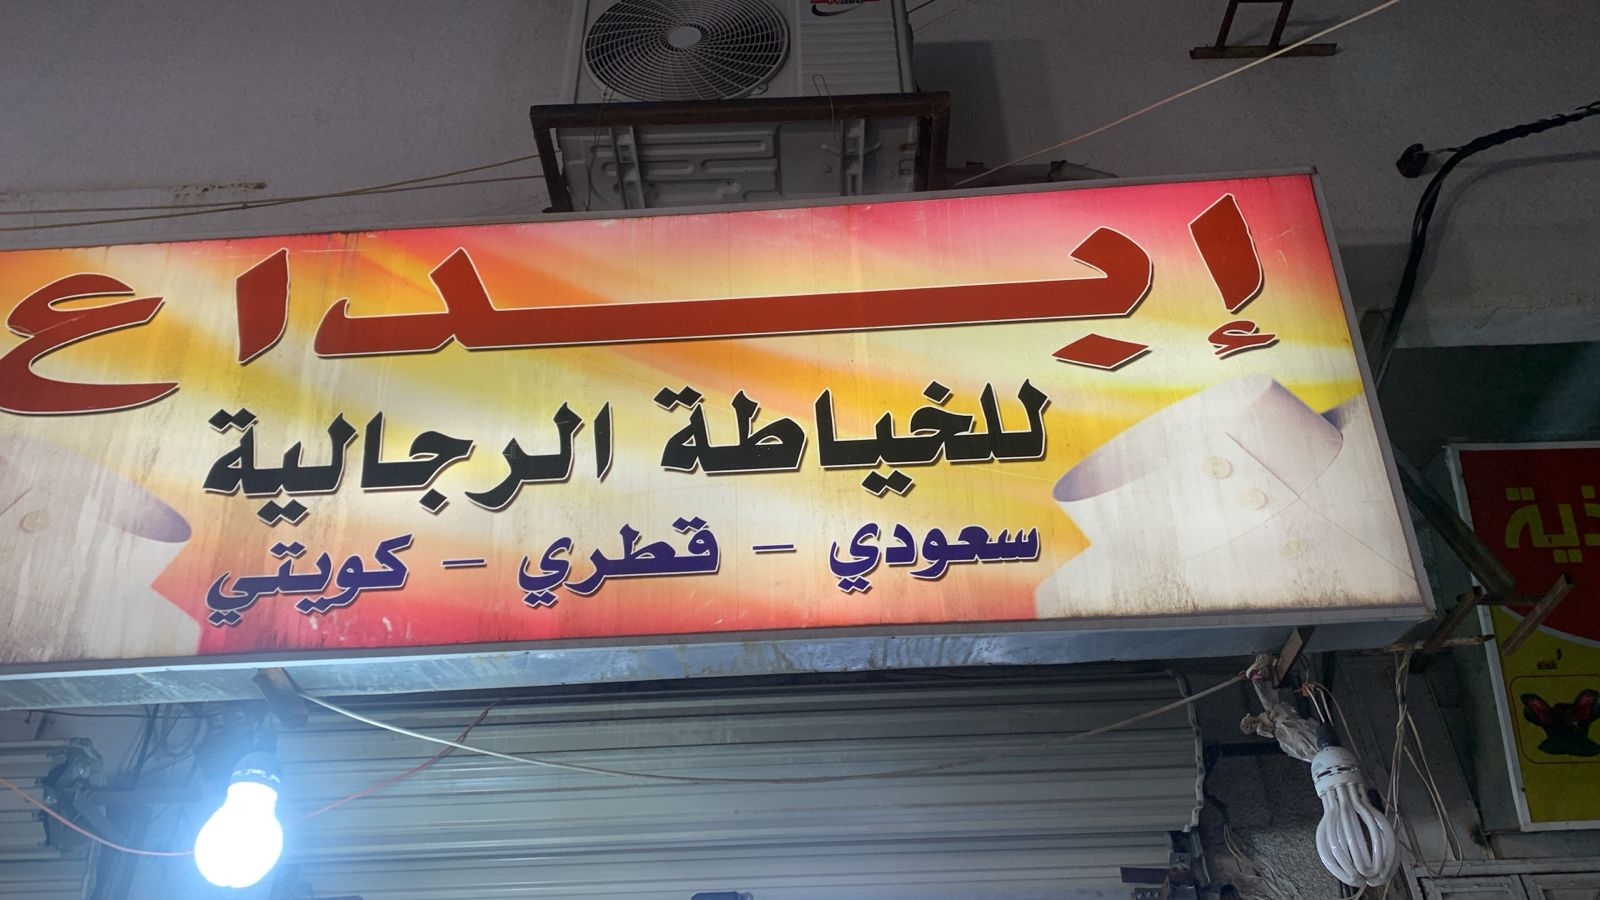 إبداع
للخياطة الرجالية
سعودي - قطري - كويتي